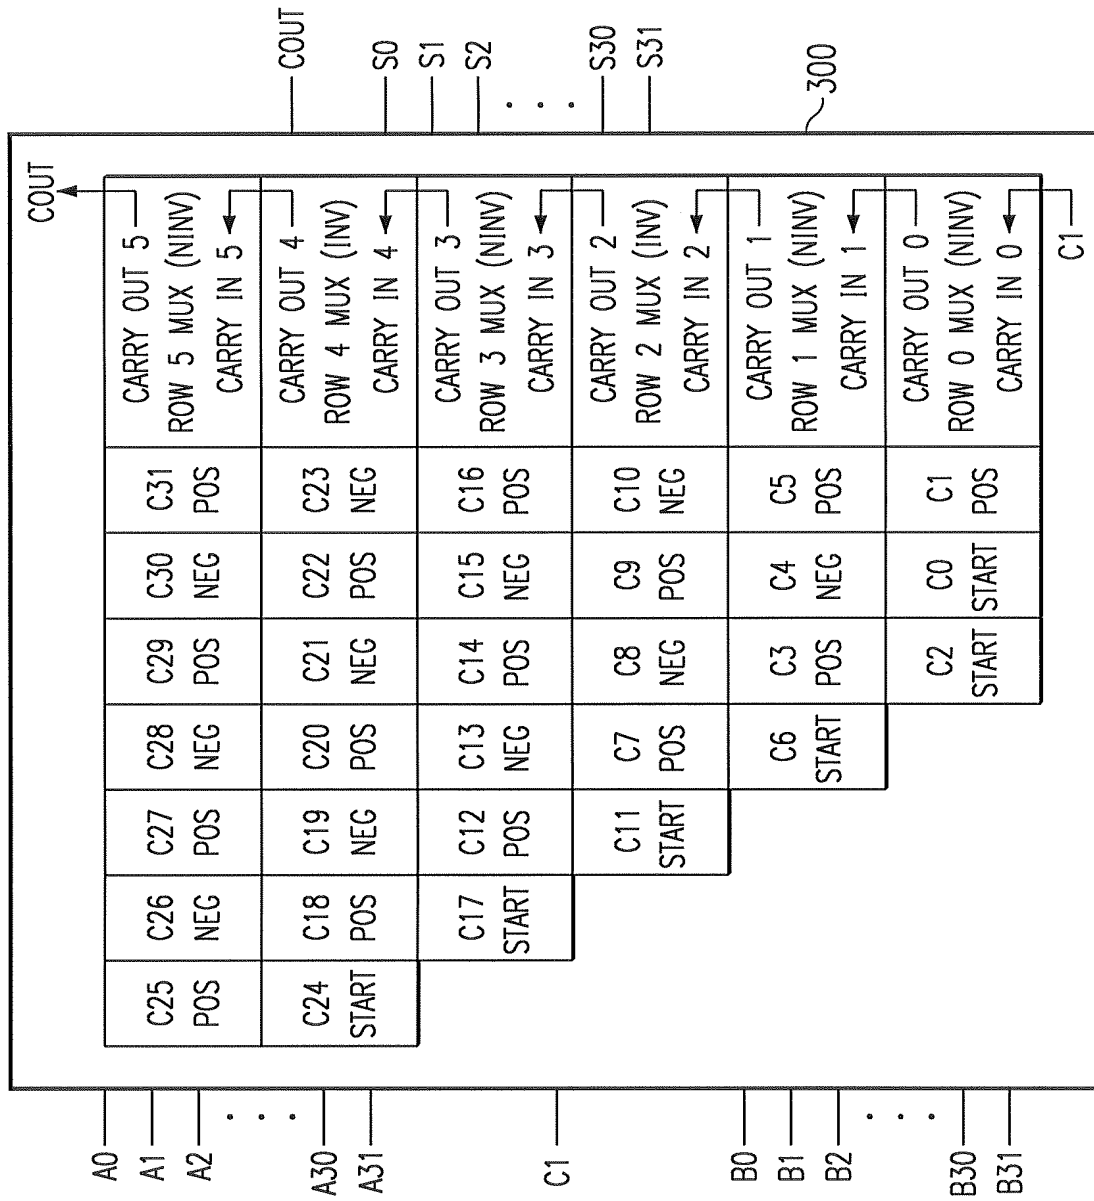 COUT
COUT
S0
S1
S2
S30
S31
300
C25
POS
C26
NEG
C27
POS
C28
NEG
C29
POS
C30
NEG
C31
POS
CARRY OUT 5
ROW 5 MUX (NINV)
CARRY IN 5
C24
START
C18
POS
C19
NEG
C20
POS
C21
NEG
C22
POS
C23
NEG
CARRY OUT 4
ROW 4 MUX (INV)
CARRY IN 4
C17
START
C12
POS
C13
NEG
C14
POS
C15
NEG
C16
POS
CARRY OUT 3
ROW 3 MUX (NINV)
CARRY IN 3
C11
START
C7
POS
C8
NEG
C9
POS
C10
NEG
CARRY OUT 2
ROW 2 MUX (INV)
CARRY IN 2
C6
START
C3
POS
C4
NEG
C5
POS
CARRY OUT 1
ROW 1 MUX (NINV)
CARRY IN 1
C2
START
C0
START
C1
POS
CARRY OUT 0
ROW 0 MUX (NINV)
CARRY IN 0
C1
A0
A1
A2
A30
A31
C1
B0
B1
B2
B30
B31